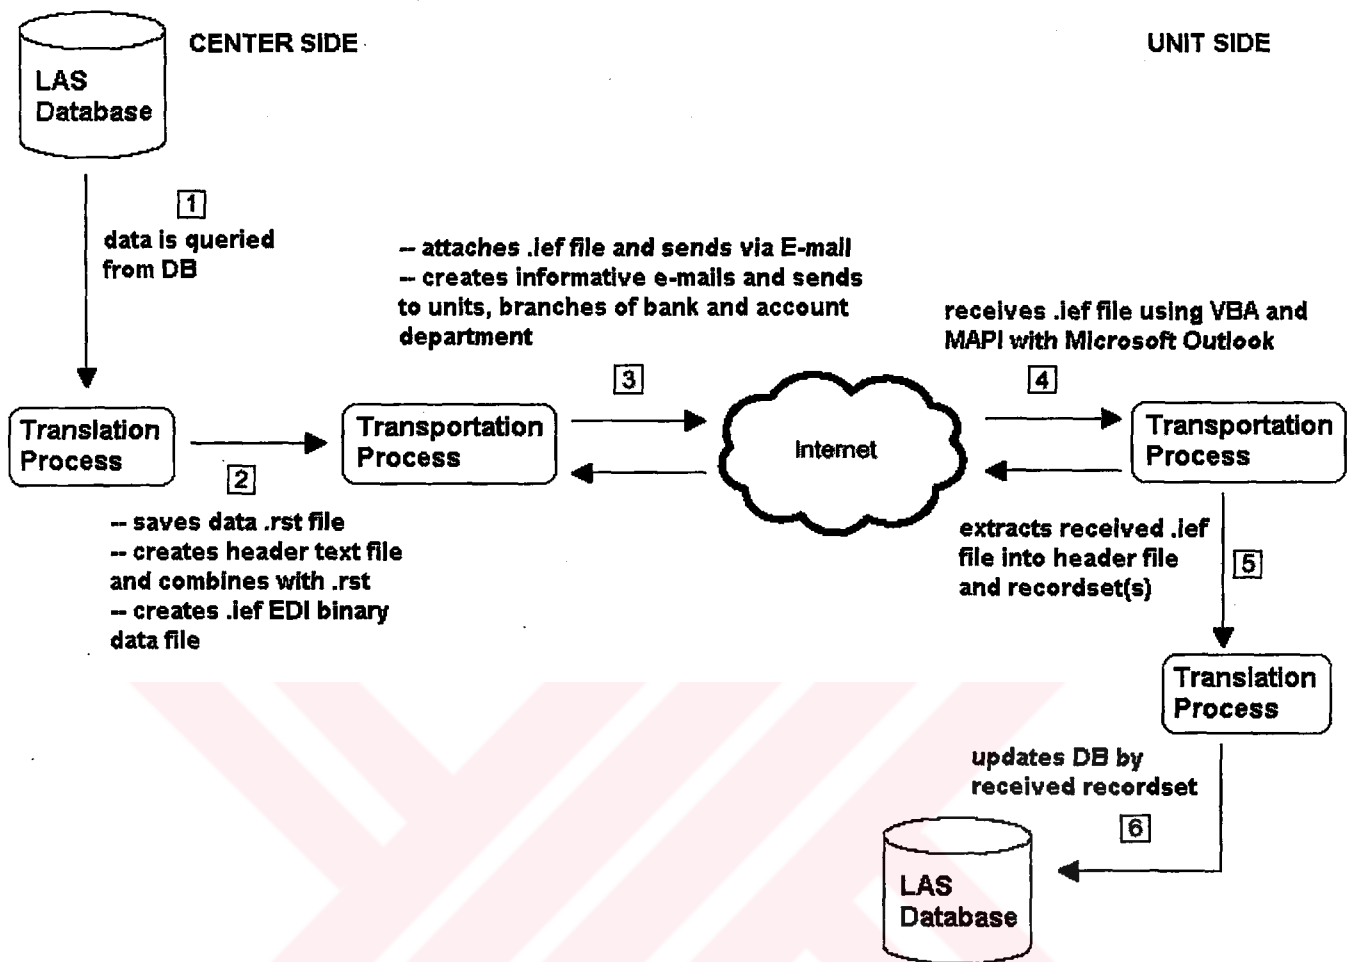 CENTER SIDE
UNIT SIDE
LAS
Database
1
data is queried
from DB
-- attaches .ief file and sends via E-mail
-- creates informative e-mails and sends
to units, branches of bank and account
department
receives .ief file using VBA and
MAPI with Microsoft Outlook
3
4
Translation
Process
2
Transportation
Process
Internet
Transportation
Process
-- saves data .rst file
-- creates header text file
and combines with .rst
-- creates .ief EDI binary
data file
extracts received .ief
file into header file
and recordset(s)
5
Translation
Process
updates DB by
received recordset
6
LAS
Database